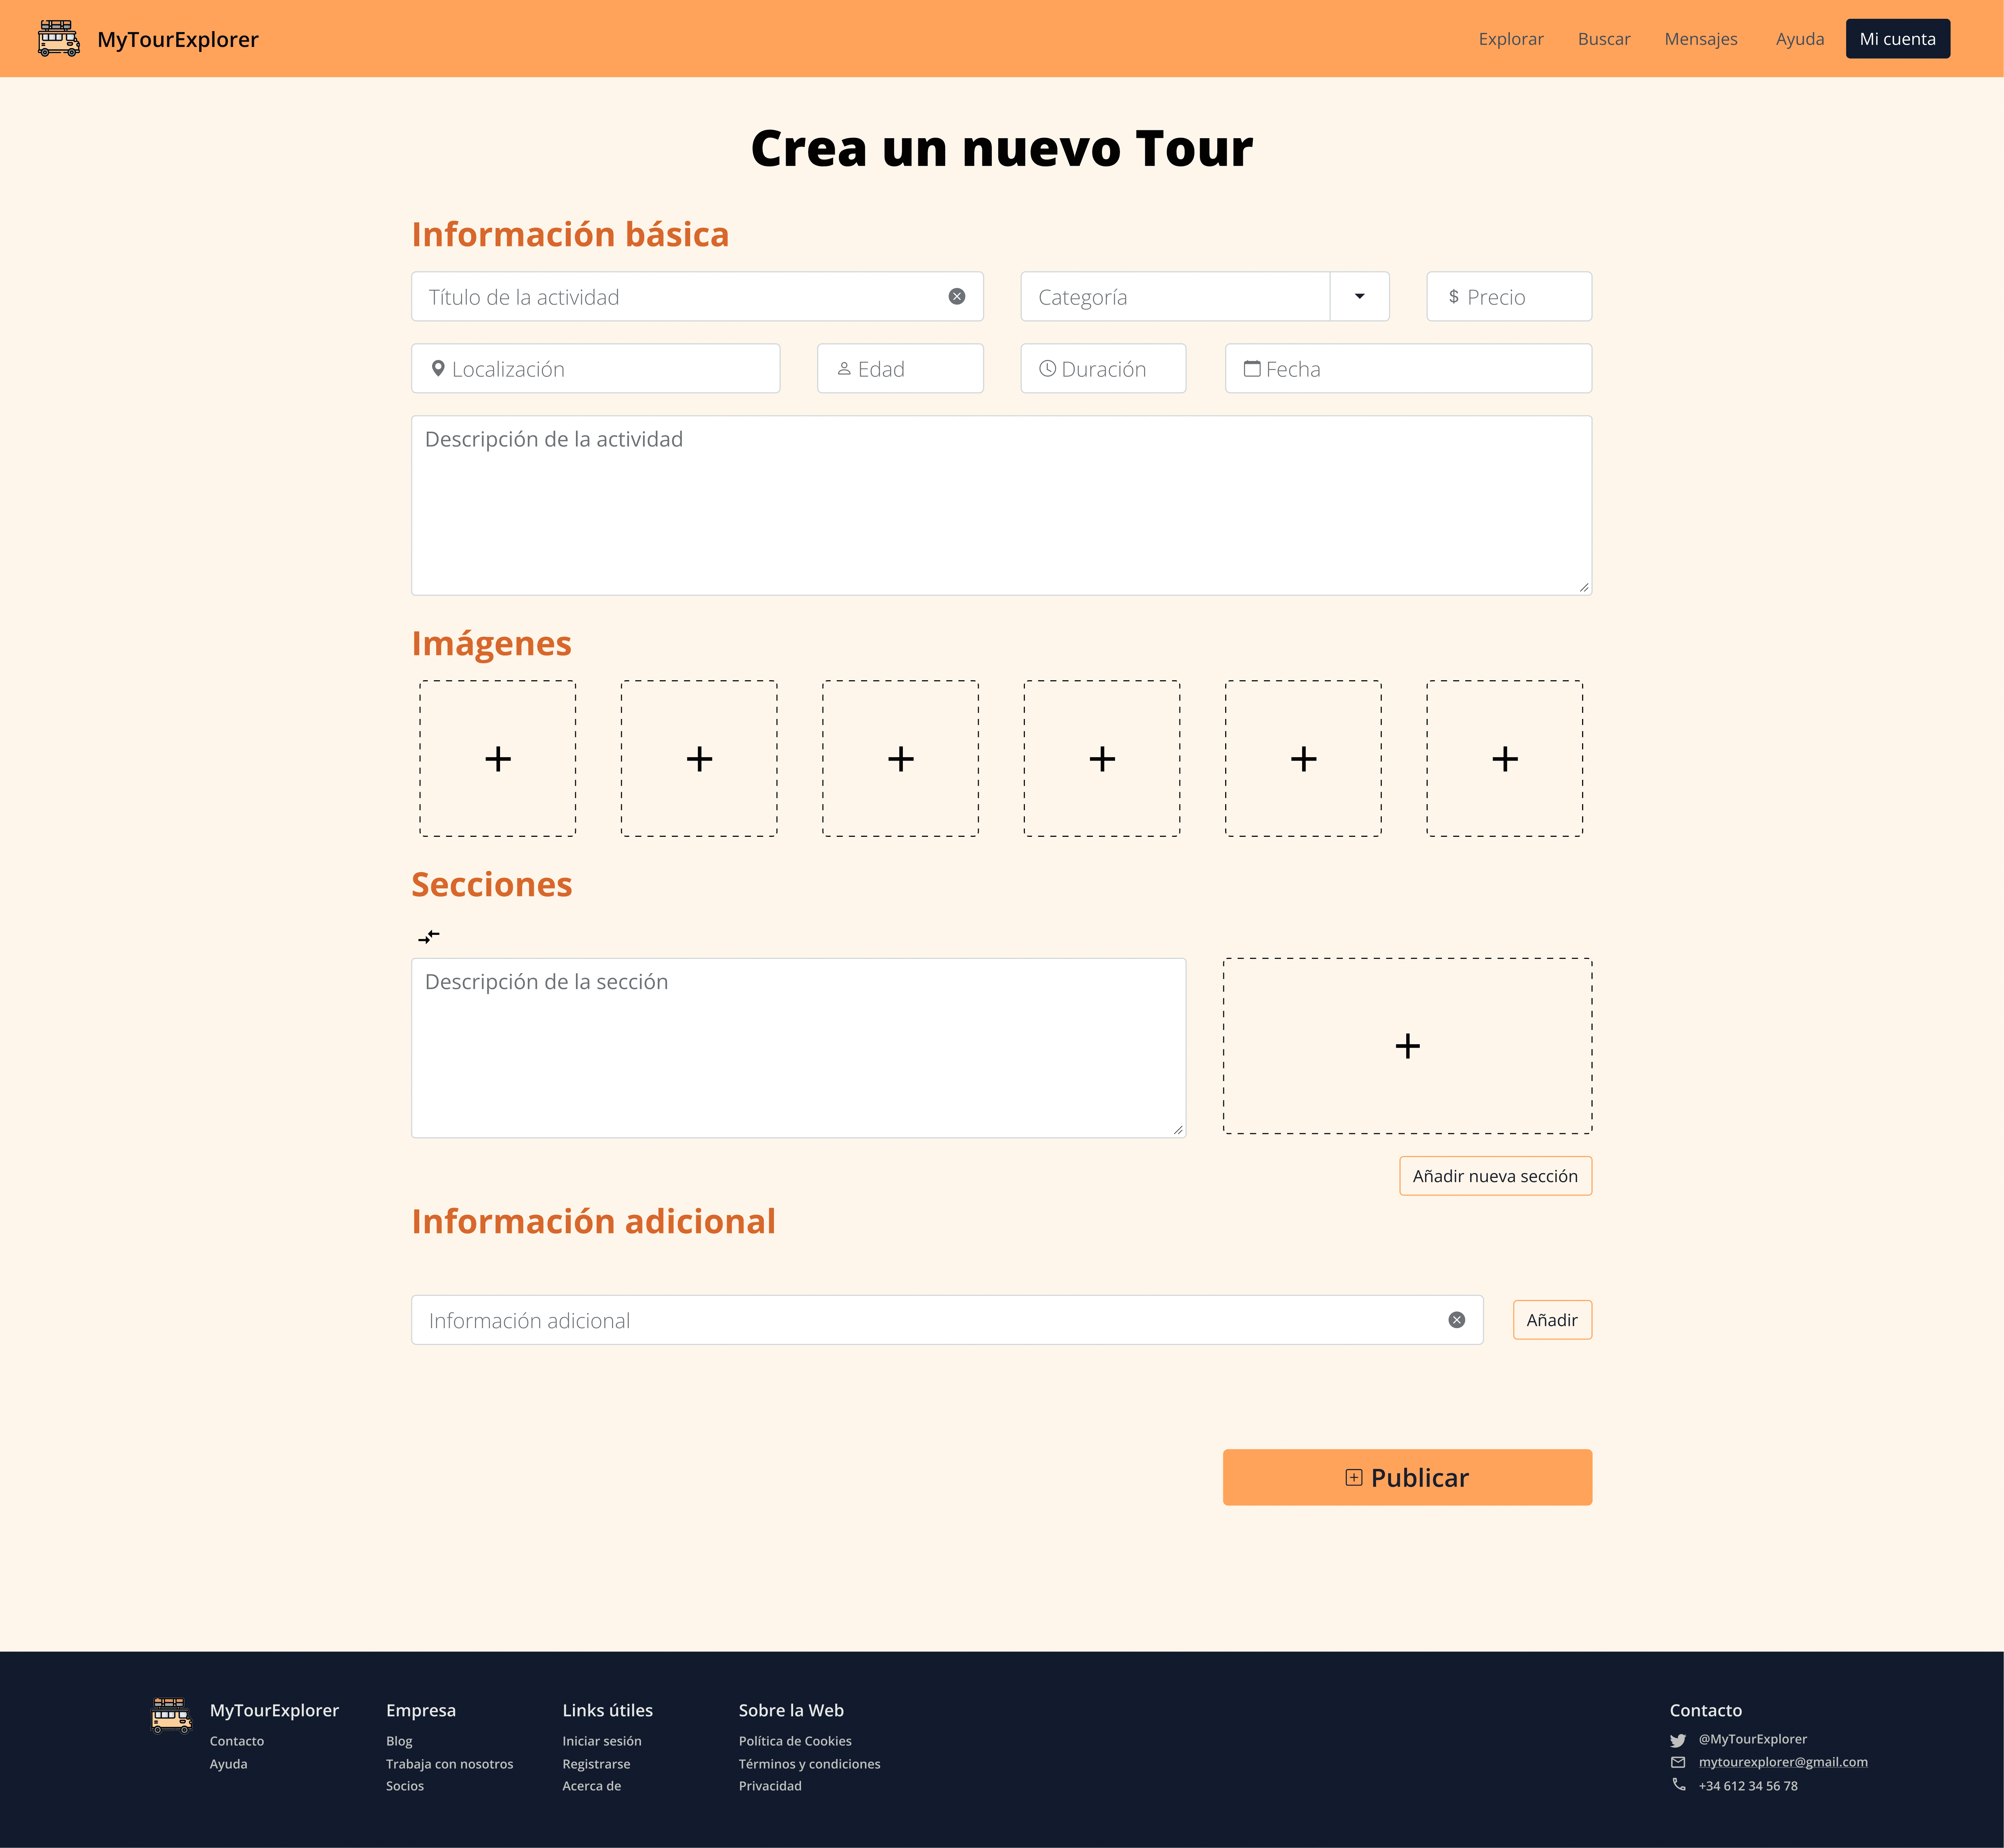 MyTourExplorer
Explorar Buscar Mensajes Ayuda Mi cuenta
Crea un nuevo Tour
Información básica
Título de la actividad Categoría $ Precio
Localización Edad Duración Fecha
Descripción de la actividad
Imágenes
Secciones
Descripción de la sección
Añadir nueva sección
Información adicional
Información adicional Añadir
Publicar
MyTourExplorer
Contacto
Ayuda
Empresa
Blog
Trabaja con nosotros
Socios
Links útiles
Iniciar sesión
Registrarse
Acerca de
Sobre la Web
Política de Cookies
Términos y condiciones
Privacidad
Contacto
@MyTourExplorer
mytourexplorer@gmail.com
+34 612 34 56 78